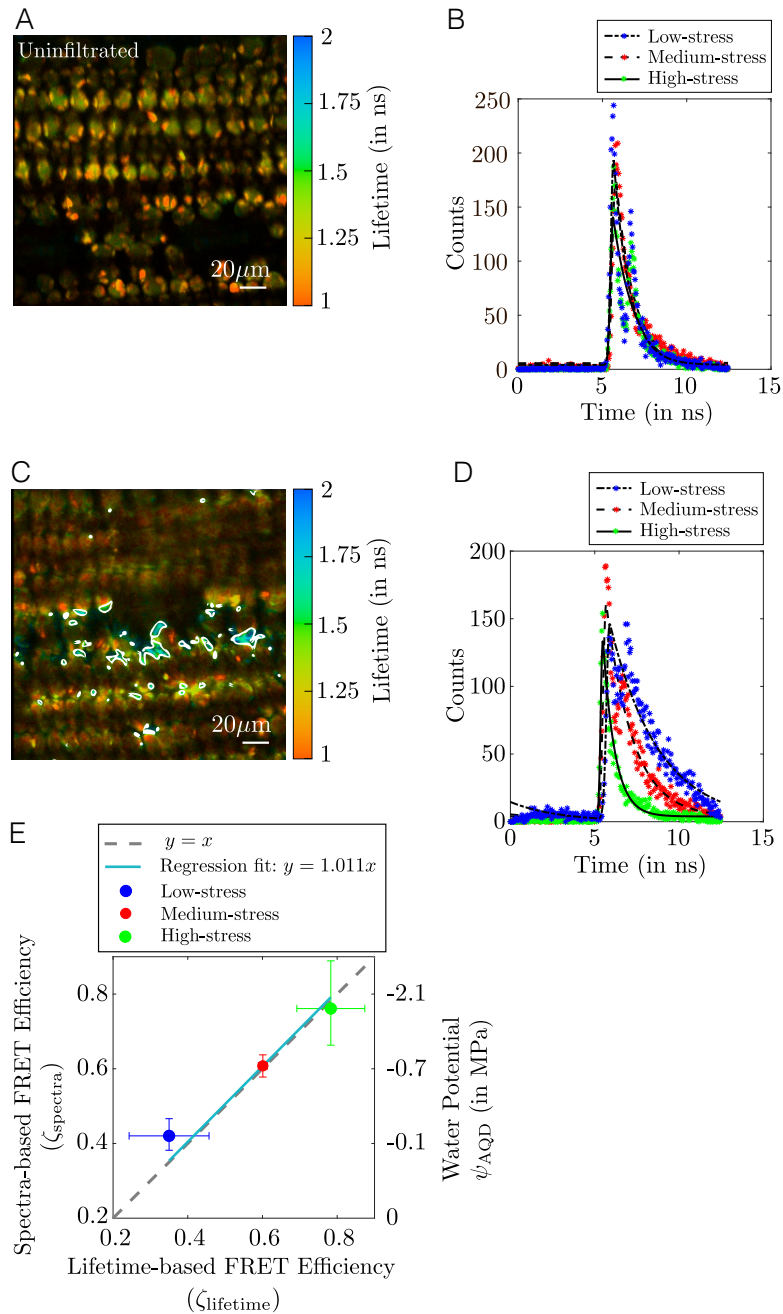 A
Uninfiltrated
20μm
2
1.75
1.5
1.25
1
Lifetime (in ns)
B
Low-stress
Medium-stress
High-stress
250
200
150
100
50
0
0
5
10
15
Counts
Time (in ns)
C
20μm
2
1.75
1.5
1.25
1
Lifetime (in ns)
D
Low-stress
Medium-stress
High-stress
200
150
100
50
0
0
5
10
15
Counts
Time (in ns)
E
y = x
Regression fit: y = 1.011x
Low-stress
Medium-stress
High-stress
Spectra-based FRET Efficiency
(ζspectra)
0.8
0.6
0.4
0.2
0.2
0.4
0.6
0.8
-2.1
-0.7
-0.1
0
Water Potential
ψAQD (in MPa)
Lifetime-based FRET Efficiency
(ζlifetime)